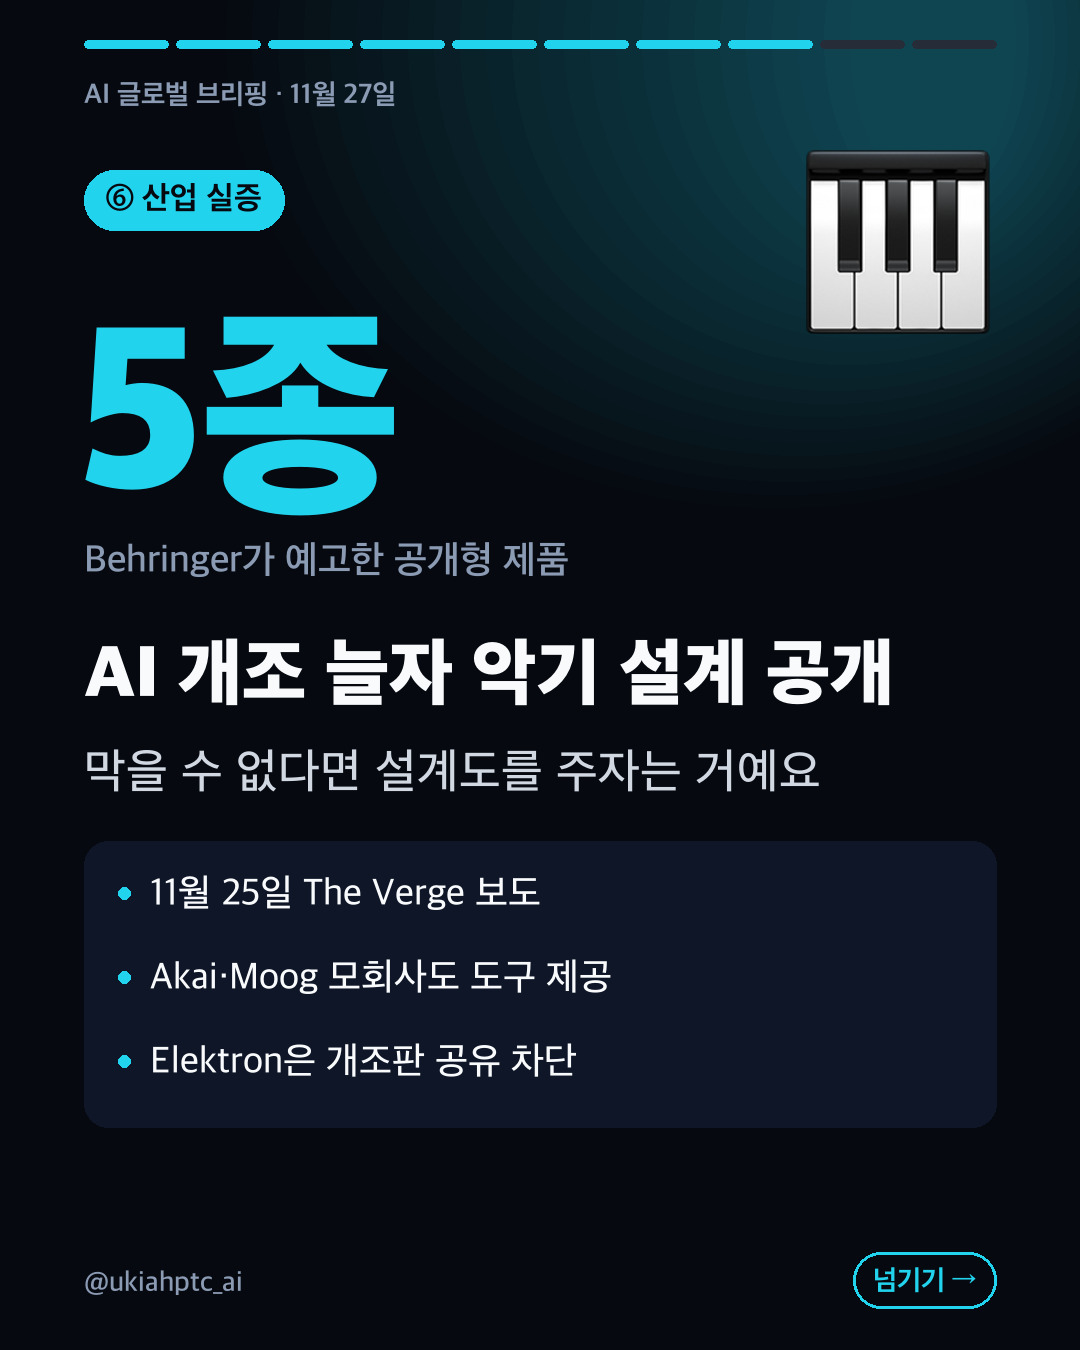 AI 글로벌 브리핑 · 11월 27일
⑥ 산업 실증
5종
Behringer가 예고한 공개형 제품
AI 개조 늘자 악기 설계 공개
막을 수 없다면 설계도를 주자는 거예요
11월 25일 The Verge 보도
Akai·Moog 모회사도 도구 제공
Elektron은 개조판 공유 차단
@ukiahptc_ai
넘기기 →